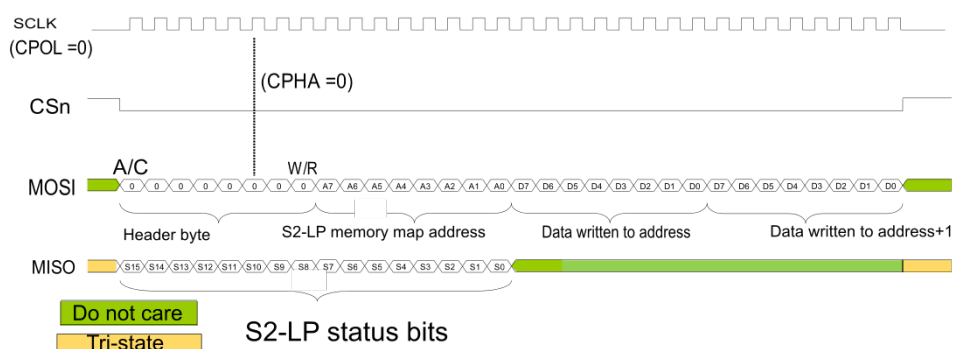 SCLK
(CPOL =0)
(CPHA =0)
CSn
A/C
W/R
MOSI
0 0 0 0 0 0 0 0 A7 A6 A5 A4 A3 A2 A1 A0 D7 D6 D5 D4 D3 D2 D1 D0 D7 D6 D5 D4 D3 D2 D1 D0
Header byte
S2-LP memory map address
Data written to address
Data written to address+1
MISO
S15 S14 S13 S12 S11 S10 S9 S8 S7 S6 S5 S4 S3 S2 S1 S0
Do not care
Tri-state
S2-LP status bits